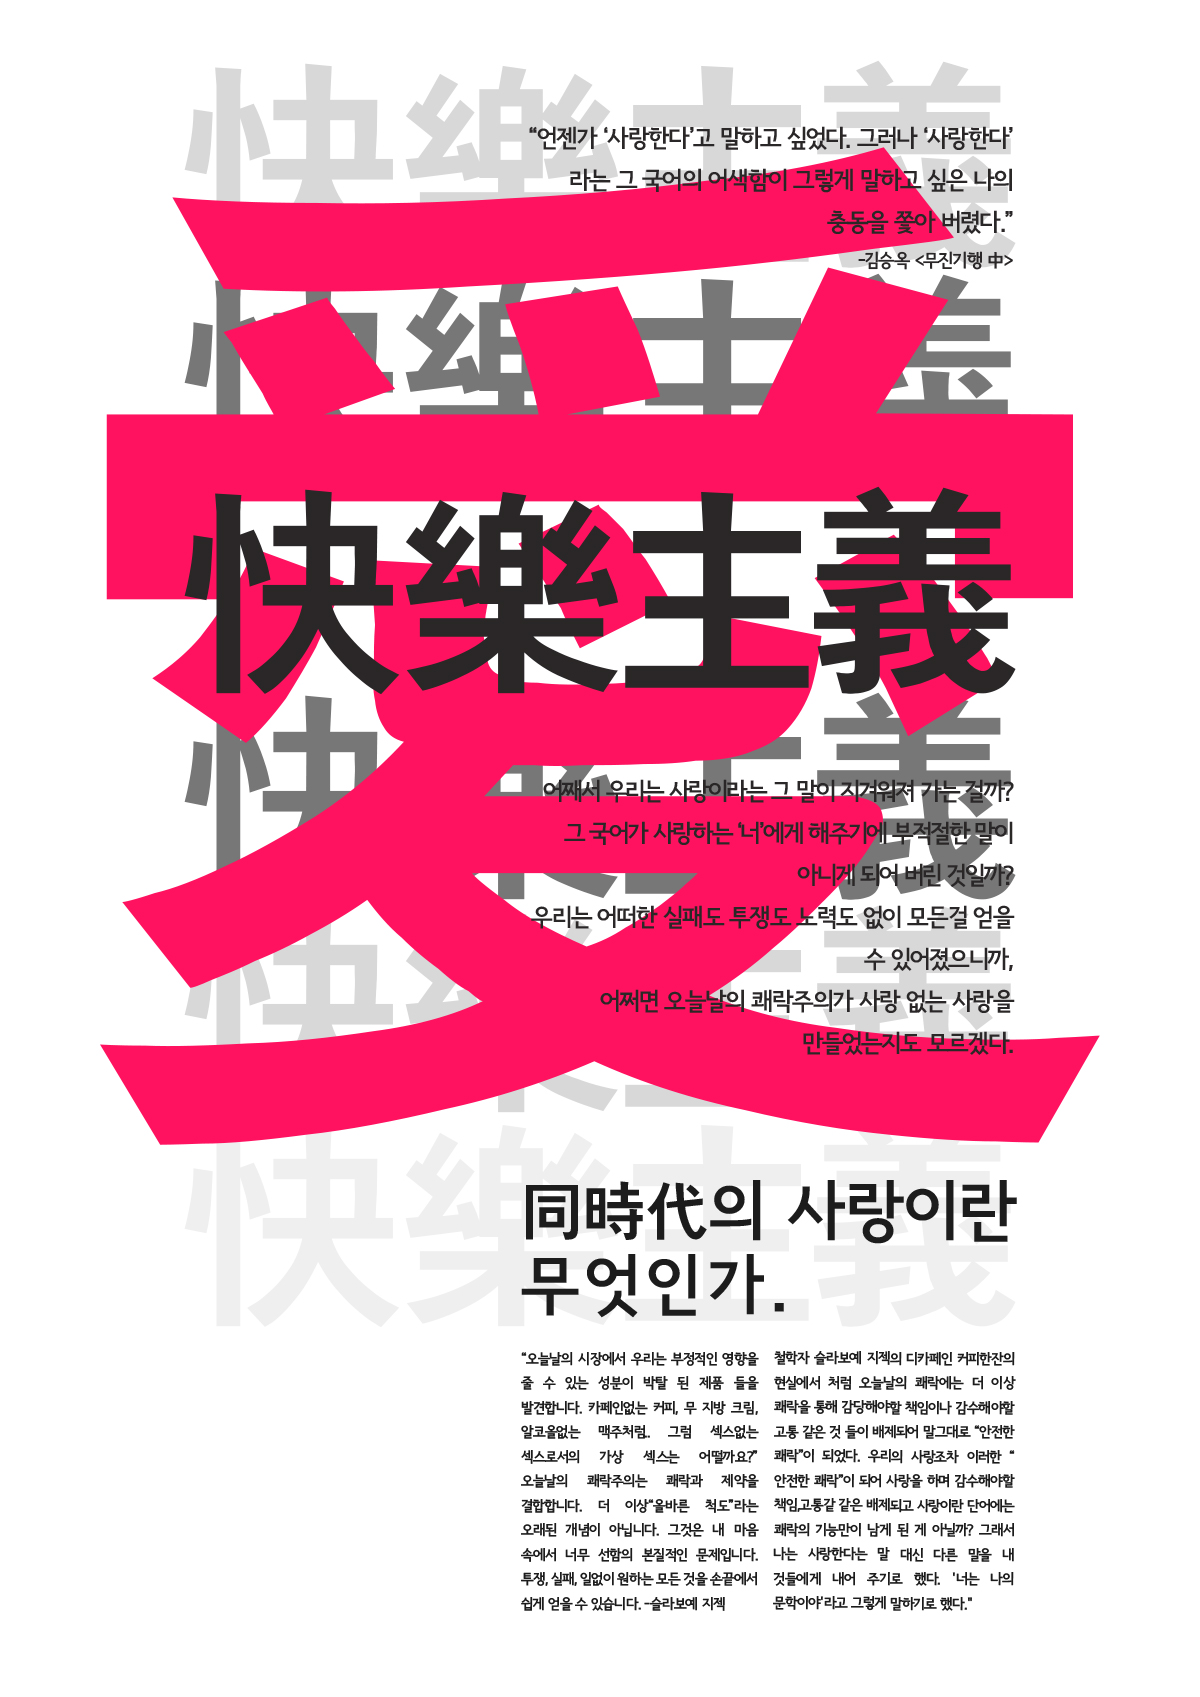 快樂主義
“언젠가 ‘사랑한다’고 말하고 싶었다. 그러나 ‘사랑한다’
라는 그 국어의 어색함이 그렇게 말하고 싶은 나의
충동을 쫓아 버렸다.”
-김승옥 <무진기행 中>
愛
快樂主義
快樂主義
快樂主義
어째서 우리는 사랑이라는 그 말이 지겨워져 가는 걸까?
그 국어가 사랑하는 ‘너’에게 해주기에 부적절한 말이
아니게 되어 버린 것일까?
우리는 어떠한 실패도 투쟁도 노력도 없이 모든걸 얻을
수 있어졌으니까,
어쩌면 오늘날의 쾌락주의가 사랑 없는 사랑을
만들었는지도 모르겠다.
快樂主義
快樂主義
同時代의 사랑이란
무엇인가.
“오늘날의 시장에서 우리는 부정적인 영향을
줄 수 있는 성분이 박탈 된 제품 들을
발견합니다. 카페인없는 커피, 무 지방 크림,
알코올없는 맥주처럼. 그럼 섹스없는
섹스로서의 가상 섹스는 어떨까요?”
오늘날의 쾌락주의는 쾌락과 제약을
결합합니다. 더 이상“올바른 척도”라는
오래된 개념이 아닙니다. 그것은 내 마음
속에서 너무 선함의 본질적인 문제입니다.
투쟁, 실패, 일없이 원하는 모든 것을 손끝에서
쉽게 얻을 수 있습니다. -슬라보예 지젝
철학자 슬라보예 지젝의 디카페인 커피한잔의
현실에서 처럼 오늘날의 쾌락에는 더 이상
쾌락을 통해 감당해야할 책임이나 감수해야할
고통 같은 것 들이 배제되어 말그대로 “안전한
쾌락”이 되었다. 우리의 사랑조차 이러한 “
안전한 쾌락”이 되어 사랑을 하며 감수해야할
책임,고통같 같은 배제되고 사랑이란 단어에는
쾌락의 기능만이 남게 된 게 아닐까? 그래서
나는 사랑한다는 말 대신 다른 말을 내
것들에게 내어 주기로 했다. '너는 나의
문학이야'라고 그렇게 말하기로 했다."